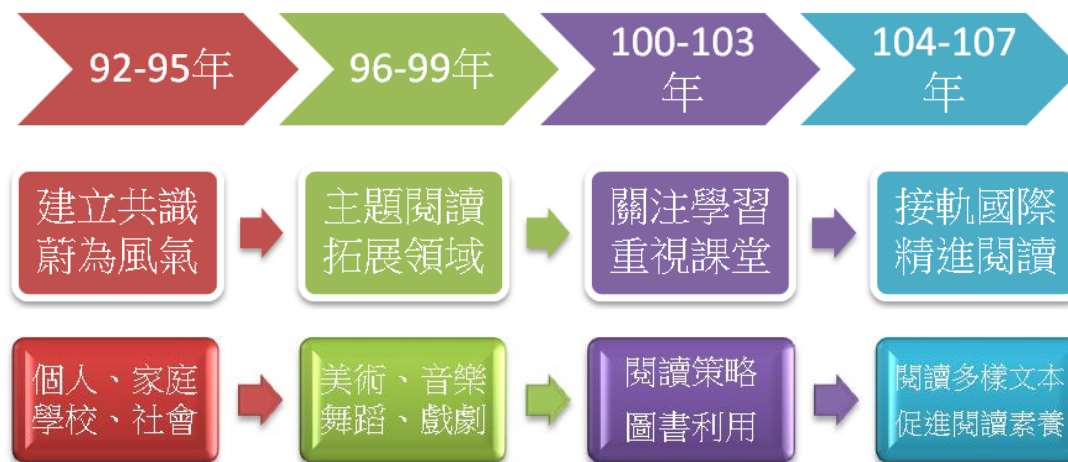 92-95年
96-99年
100-103
年
104-107
年
建立共識
蔚為風氣
主題閱讀
拓展領域
關注學習
重視課堂
接軌國際
精進閱讀
個人、家庭
學校、社會
美術、音樂
舞蹈、戲劇
閱讀策略
圖書利用
閱讀多樣文本
促進閱讀素養